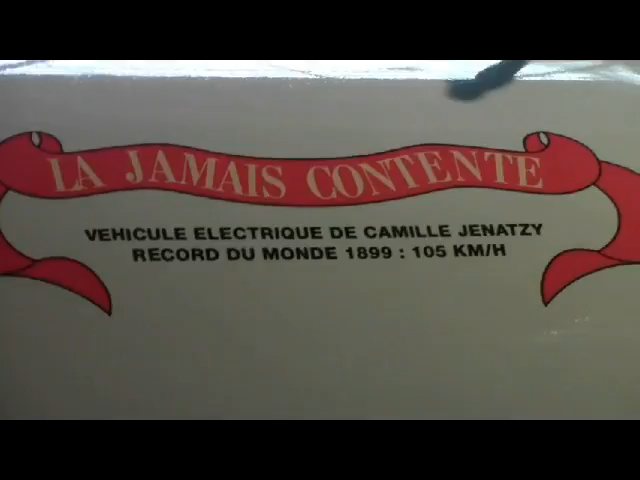 LA JAMAIS CONTENTE
VEHICULE ELECTRIQUE DE CAMILLE JENATZY
RECORD DU MONDE 1899 : 105 KM/H